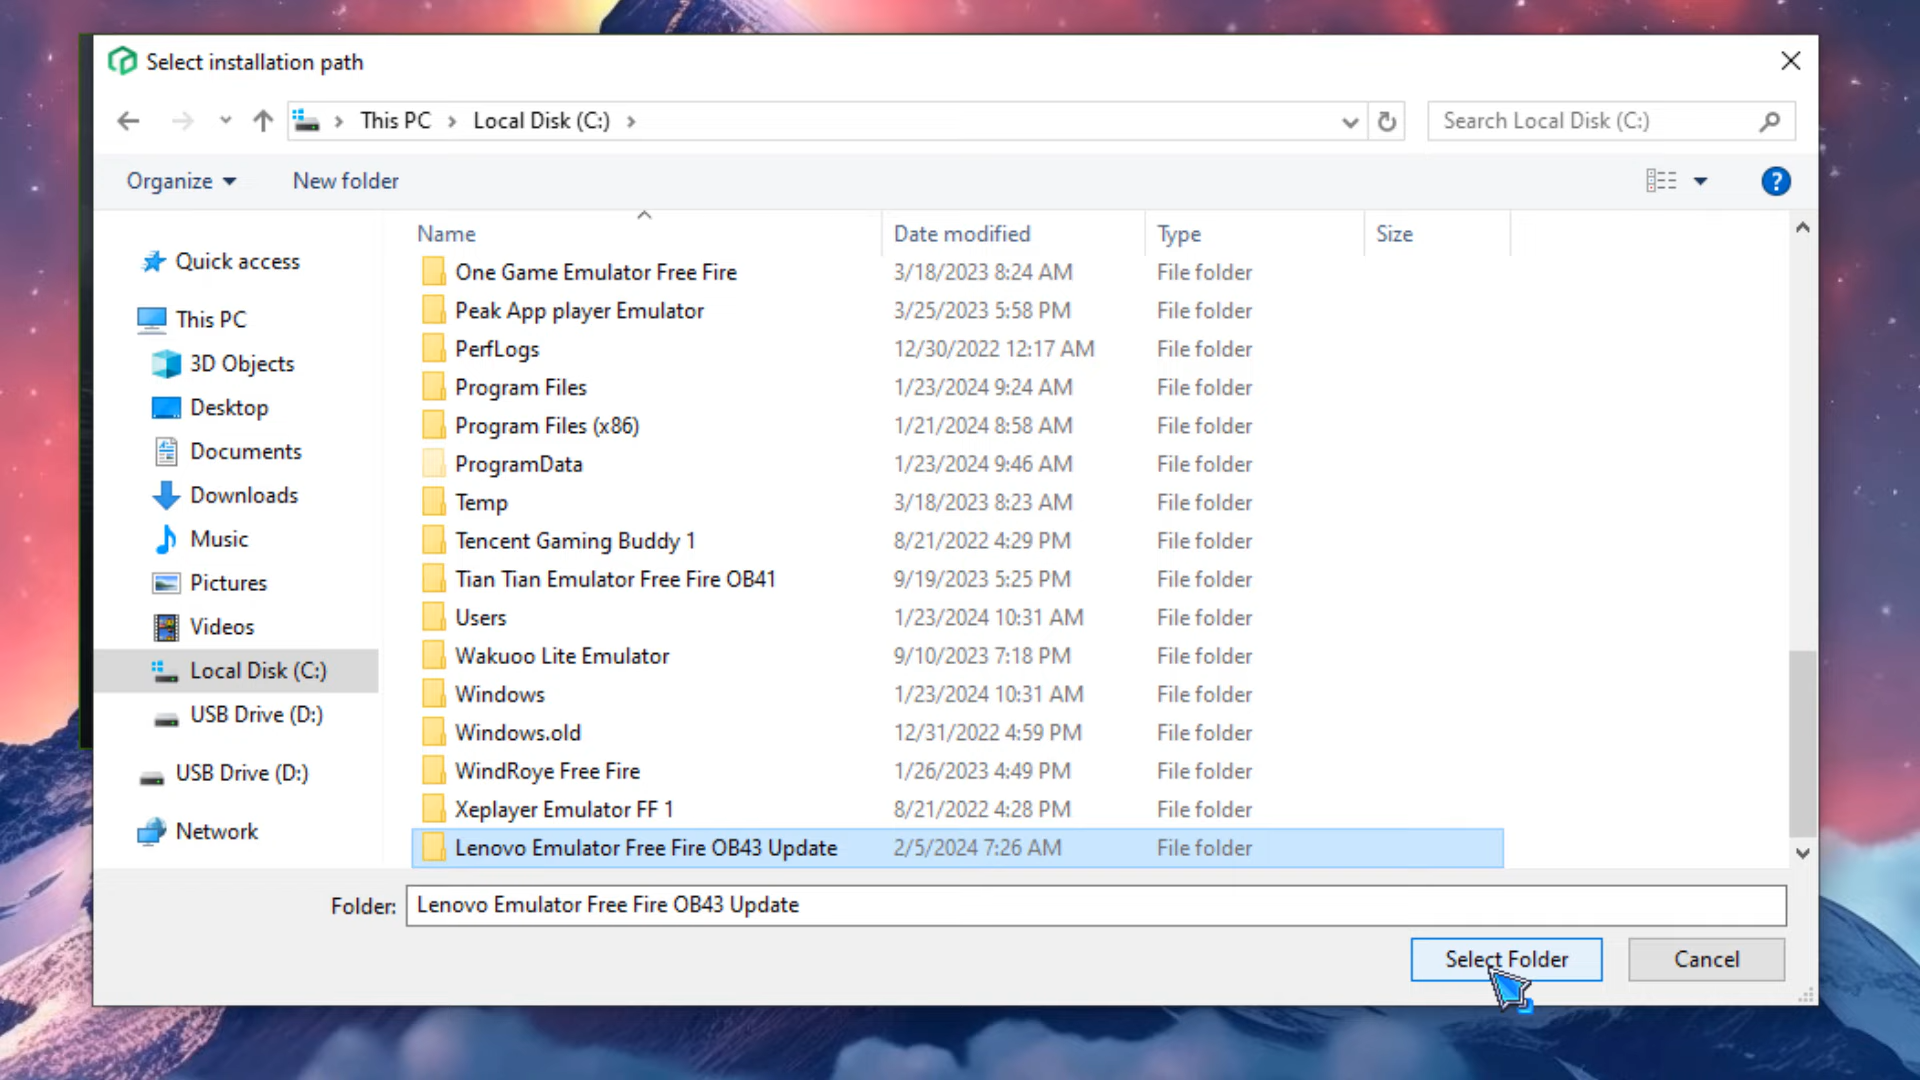 Select installation path
This PC Local Disk (C:) Search Local Disk (C:)
Organize New folder ?
Name Date modified Type Size
Quick access
This PC
3D Objects
Desktop
Documents
Downloads
Music
Pictures
Videos
Local Disk (C:)
USB Drive (D:)
USB Drive (D:)
Network
One Game Emulator Free Fire 3/18/2023 8:24 AM File folder
Peak App player Emulator 3/25/2023 5:58 PM File folder
PerfLogs 12/30/2022 12:17 AM File folder
Program Files 1/23/2024 9:24 AM File folder
Program Files (x86) 1/21/2024 8:58 AM File folder
ProgramData 1/23/2024 9:46 AM File folder
Temp 3/18/2023 8:23 AM File folder
Tencent Gaming Buddy 1 8/21/2022 4:29 PM File folder
Tian Tian Emulator Free Fire OB41 9/19/2023 5:25 PM File folder
Users 1/23/2024 10:31 AM File folder
Wakuoo Lite Emulator 9/10/2023 7:18 PM File folder
Windows 1/23/2024 10:31 AM File folder
Windows.old 12/31/2022 4:59 PM File folder
WindRoye Free Fire 1/26/2023 4:49 PM File folder
Xeplayer Emulator FF 1 8/21/2022 4:28 PM File folder
Lenovo Emulator Free Fire OB43 Update 2/5/2024 7:26 AM File folder
Folder: Lenovo Emulator Free Fire OB43 Update
Select Folder Cancel